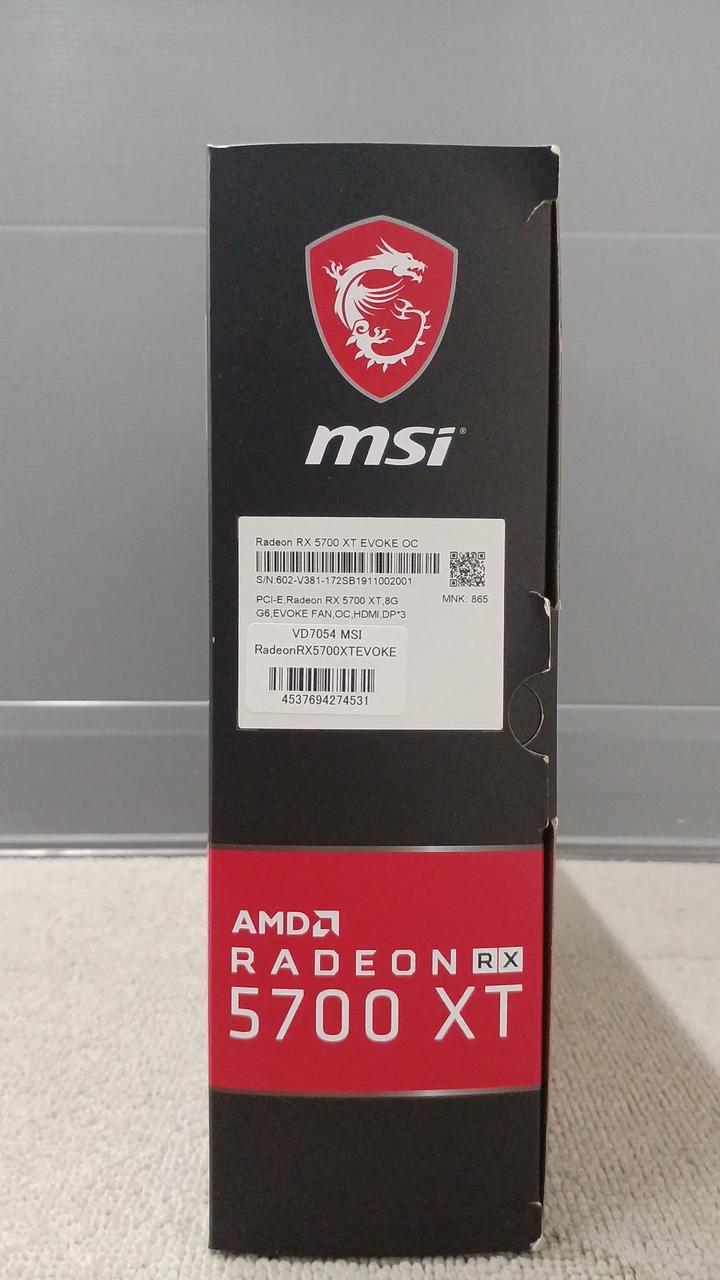 msi®
Radeon RX 5700 XT EVOKE OC
S/N:602-V381-172SB1911002001
PCI-E,Radeon RX 5700 XT,8G
G6,EVOKE FAN,OC,HDMI,DP*3
MNK: 865
VD7054 MSI
RadeonRX5700XTEVOKE
4537694274531
AMD
RADEON RX
5700 XT